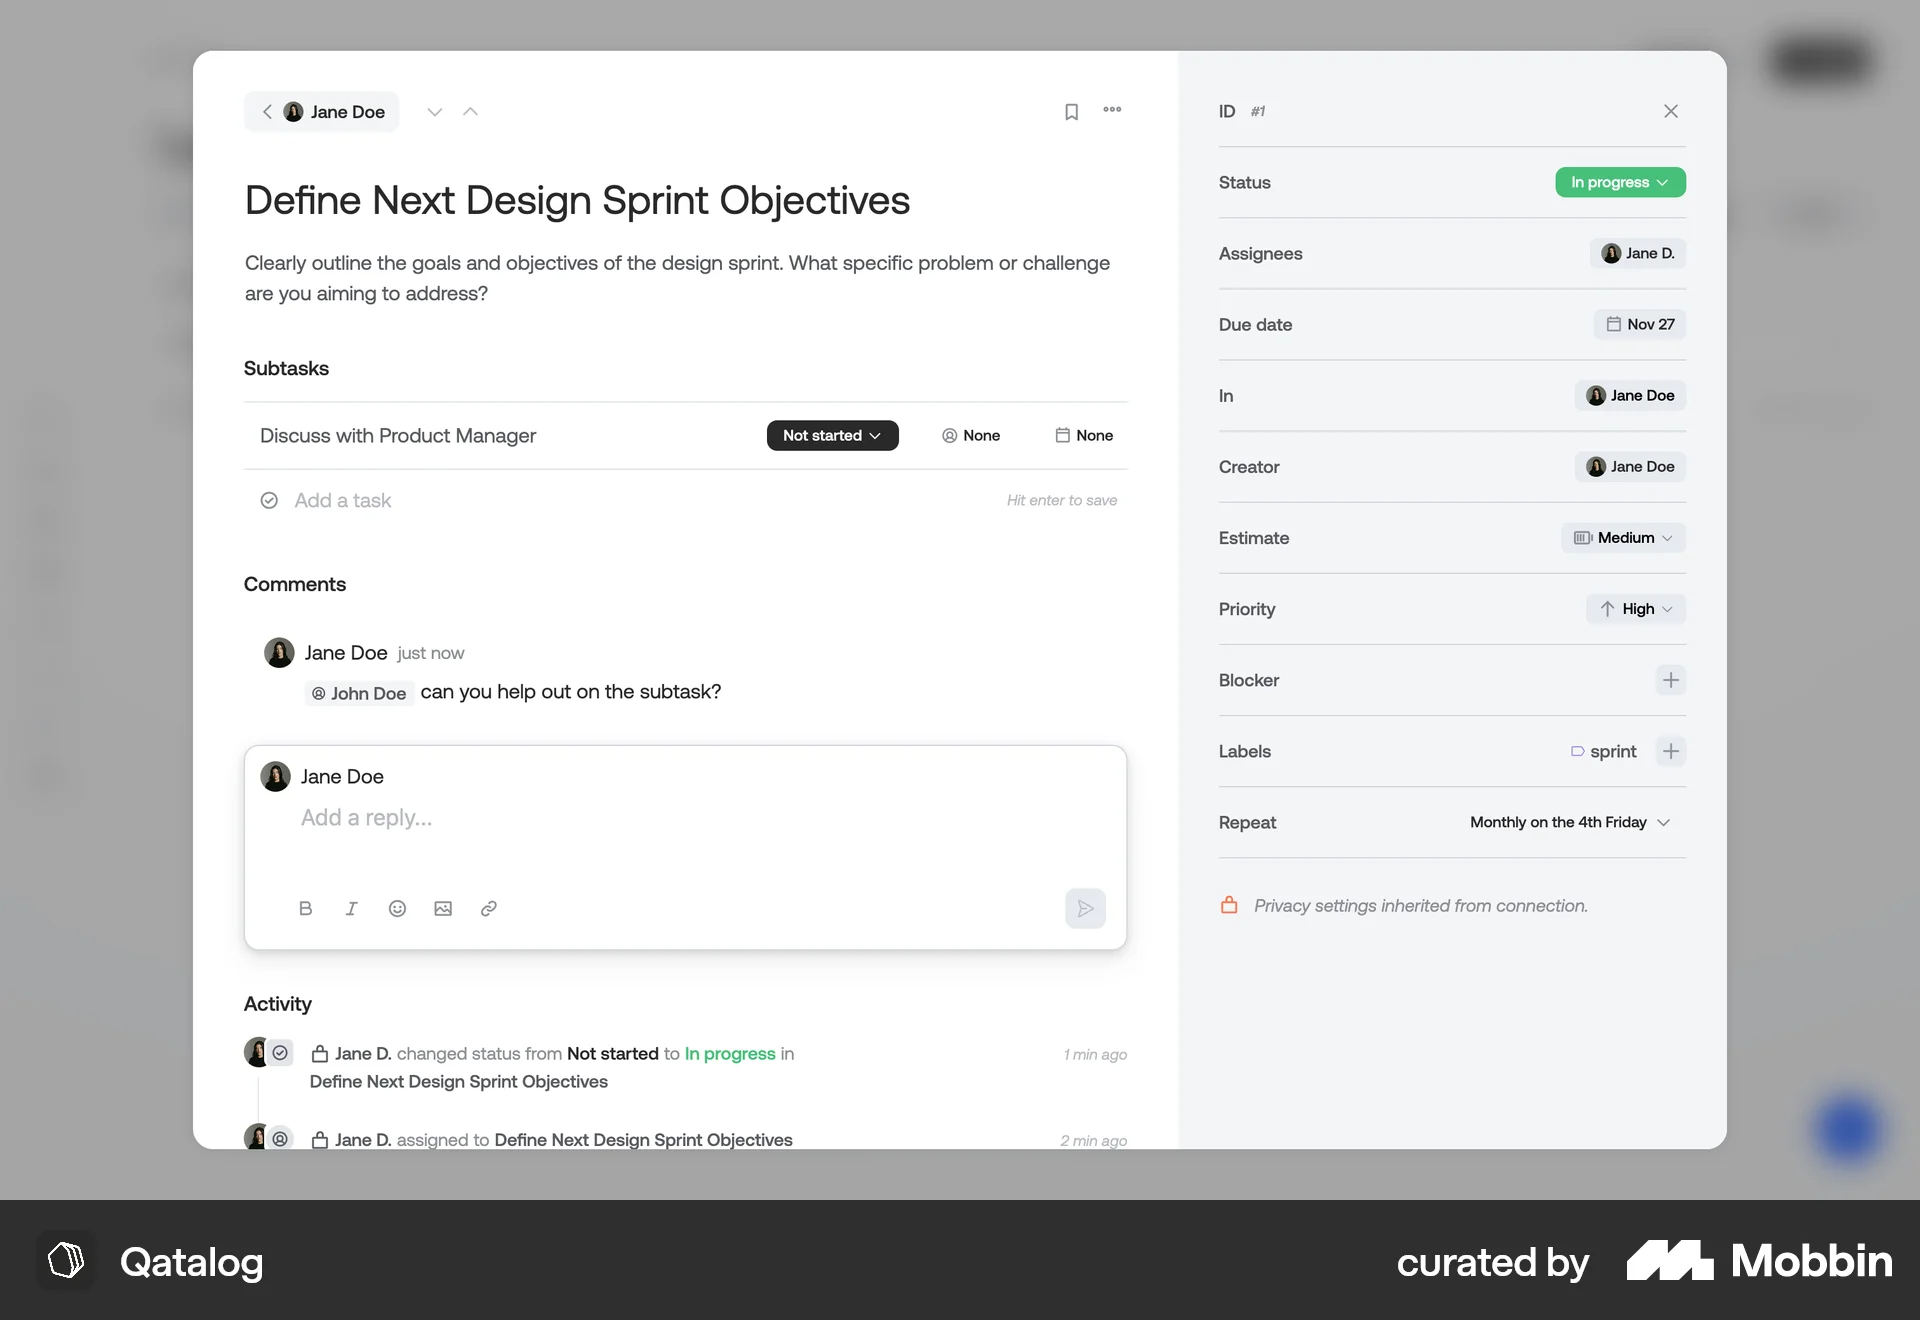 Jane Doe
Define Next Design Sprint Objectives
Clearly outline the goals and objectives of the design sprint. What specific problem or challenge
are you aiming to address?
Subtasks
Discuss with Product Manager Not started None None
Add a task Hit enter to save
Comments
Jane Doe just now
John Doe can you help out on the subtask?
Jane Doe
Add a reply...
B I
Activity
Jane D. changed status from Not started to In progress in 1 min ago
Define Next Design Sprint Objectives
Jane D. assigned to Define Next Design Sprint Objectives 2 min ago
ID #1
Status In progress
Assignees Jane D.
Due date Nov 27
In Jane Doe
Creator Jane Doe
Estimate Medium
Priority High
Blocker
Labels sprint
Repeat Monthly on the 4th Friday
Privacy settings inherited from connection.
Qatalog curated by Mobbin